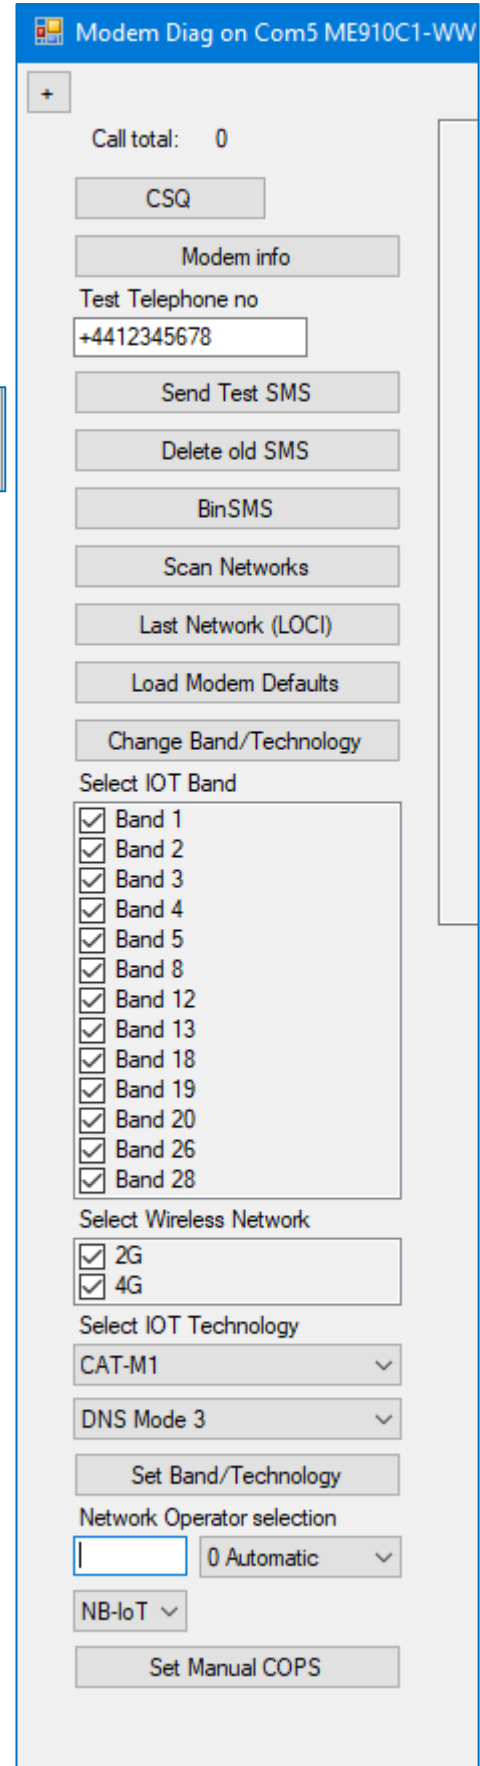 Modem Diag on Com5 ME910C1-WW
+
Call total: 0
CSQ
Modem info
Test Telephone no
+4412345678
Send Test SMS
Delete old SMS
BinSMS
Scan Networks
Last Network (LOCI)
Load Modem Defaults
Change Band/Technology
Select IOT Band
Band 1
Band 2
Band 3
Band 4
Band 5
Band 8
Band 12
Band 13
Band 18
Band 19
Band 20
Band 26
Band 28
Select Wireless Network
2G
4G
Select IOT Technology
CAT-M1
DNS Mode 3
Set Band/Technology
Network Operator selection
0 Automatic
NB-IoT
Set Manual COPS